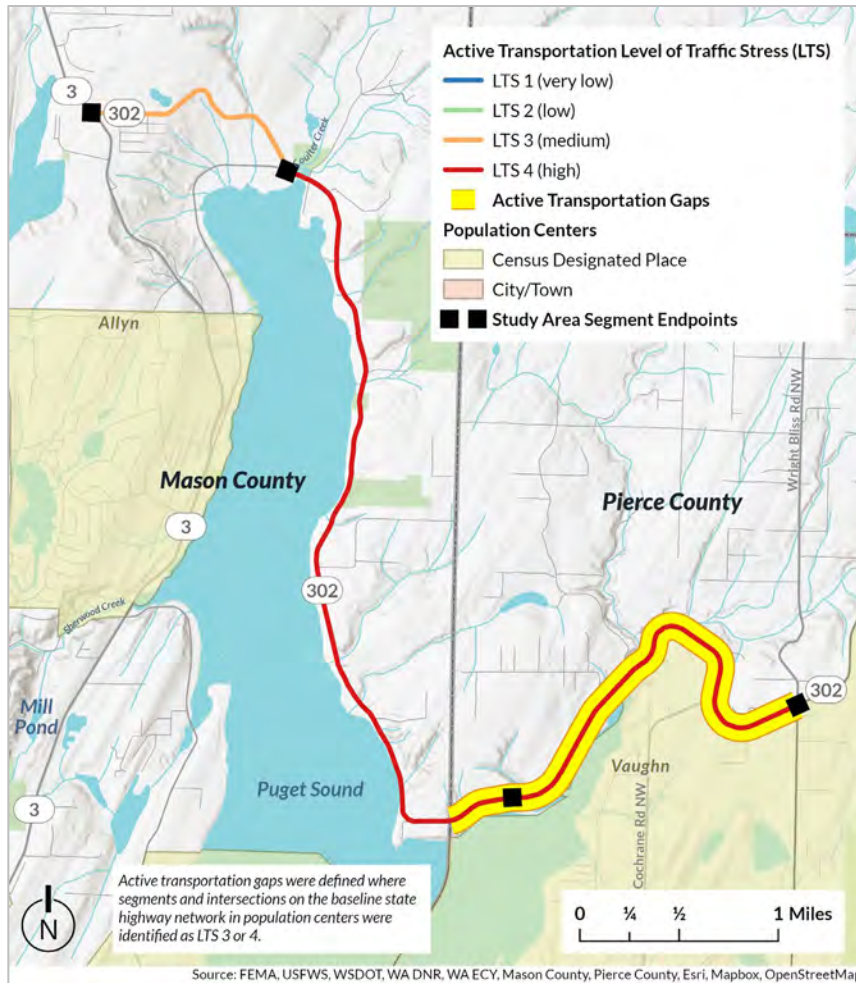 Active Transportation Level of Traffic Stress (LTS)
LTS 1 (very low)
LTS 2 (low)
LTS 3 (medium)
LTS 4 (high)
Active Transportation Gaps
Population Centers
Census Designated Place
City/Town
Study Area Segment Endpoints
3
302
Coulter Creek
Allyn
Mason County
Pierce County
Wright Bliss Rd NW
3
302
Sherwood Creek
302
Mill
Pond
Vaughn
Puget Sound
3
Cochrane Rd NW
Active transportation gaps were defined where
segments and intersections on the baseline state
highway network in population centers were
identified as LTS 3 or 4.
N
0 ¼ ½ 1 Miles
Source: FEMA, USFWS, WSDOT, WA DNR, WA ECY, Mason County, Pierce County, Esri, Mapbox, OpenStreetMap